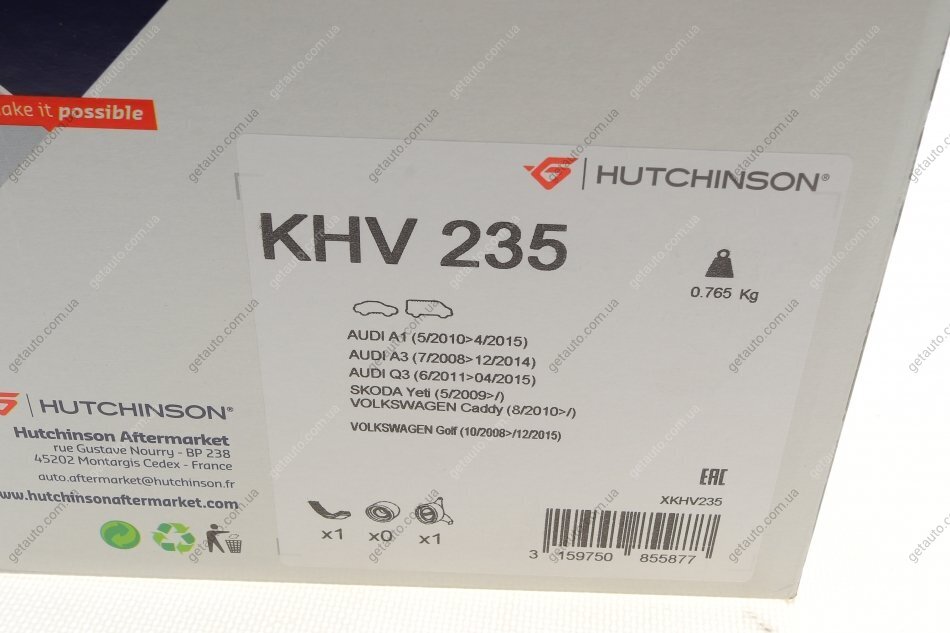 ake it possible
HUTCHINSON®
KHV 235
0.765 Kg
AUDI A1 (5/2010>4/2015)
AUDI A3 (7/2008>12/2014)
AUDI Q3 (6/2011>04/2015)
SKODA Yeti (5/2009>/)
VOLKSWAGEN Caddy (8/2010>/)
VOLKSWAGEN Golf (10/2008>/12/2015)
HUTCHINSON®
Hutchinson Aftermarket
rue Gustave Nourry - BP 238
45202 Montargis Cedex - France
auto.aftermarket@hutchinson.fr
www.hutchinsonaftermarket.com
x1 x0 x1
EAC
XKHV235
3 159750 855877
getauto.com.ua